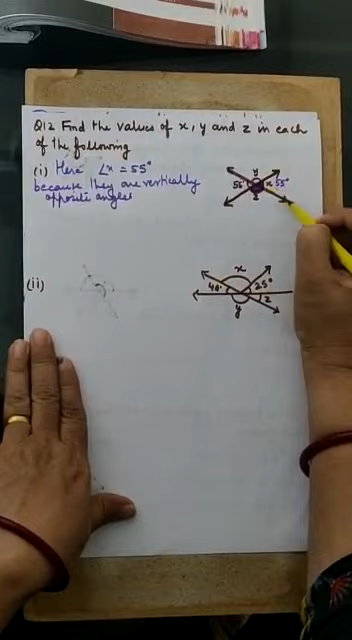 Q12 Find the values of x, y and z in each
of the following
(i) Here ∠x = 55°
because they are vertically
opposite angles
y
55° x 55°
z
(ii)
x
40° 25°
z
y